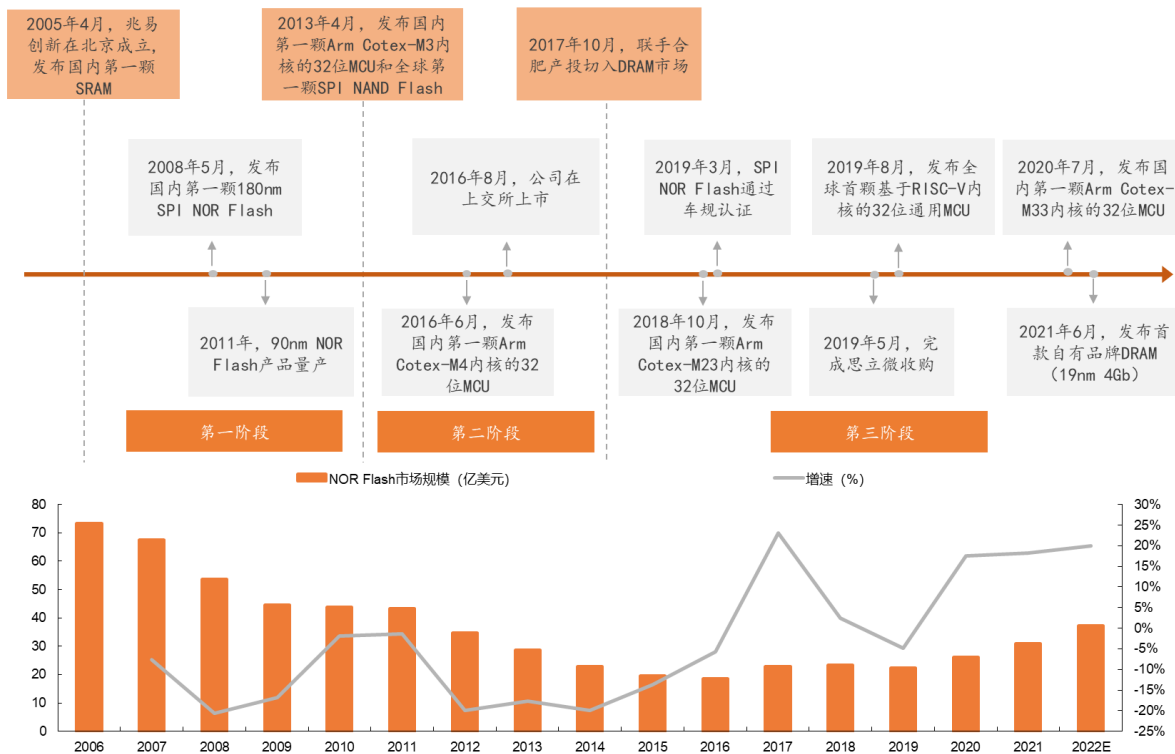 2005年4月，兆易
创新在北京成立，
发布国内第一颗
SRAM
2013年4月，发布国内
第一颗Arm Cotex-M3内
核的32位MCU和全球第
一颗SPI NAND Flash
2017年10月，联手合
肥产投切入DRAM市场
2008年5月，发布
国内第一颗180nm
SPI NOR Flash
2016年8月，公司在
上交所上市
2019年3月，SPI
NOR Flash通过
车规认证
2019年8月，发布全
球首颗基于RISC-V内
核的32位通用MCU
2020年7月，发布国
内第一颗Arm Cotex-
M33内核的32位MCU
2011年，90nm NOR
Flash产品量产
2016年6月，发布
国内第一颗Arm
Cotex-M4内核的32
位MCU
2018年10月，发布
国内第一颗Arm
Cotex-M23内核的
32位MCU
2019年5月，完
成思立微收购
2021年6月，发布首
款自有品牌DRAM
（19nm 4Gb）
第一阶段
第二阶段
第三阶段
NOR Flash市场规模（亿美元）
增速（%）
80
70
60
50
40
30
20
10
0
30%
25%
20%
15%
10%
5%
0%
-5%
-10%
-15%
-20%
-25%
2006 2007 2008 2009 2010 2011 2012 2013 2014 2015 2016 2017 2018 2019 2020 2021 2022E